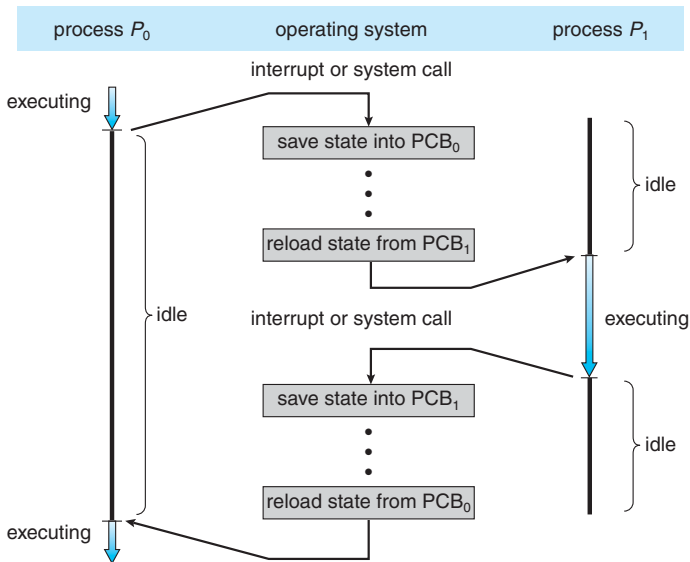 process P₀ operating system process P₁
interrupt or system call
executing
save state into PCB₀
idle
reload state from PCB₁
idle
interrupt or system call
executing
save state into PCB₁
idle
reload state from PCB₀
executing